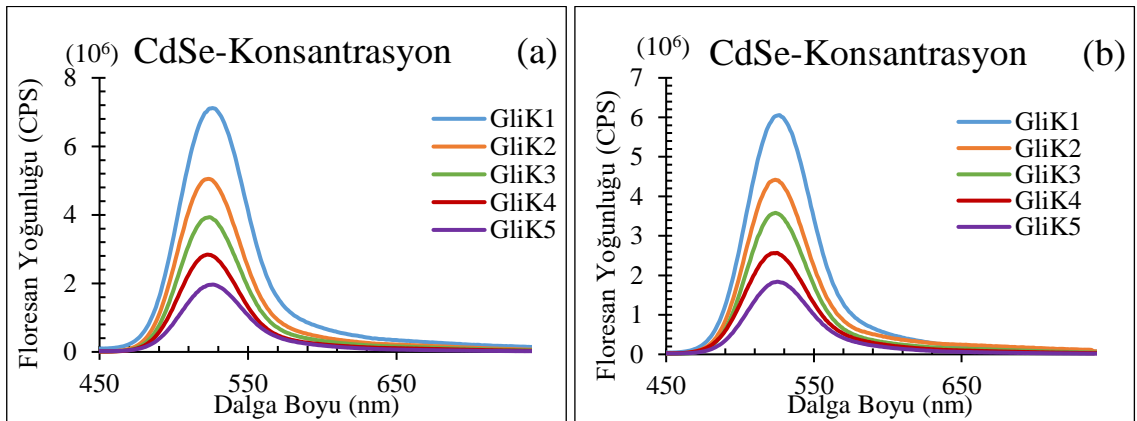 (10⁶) CdSe-Konsantrasyon (a)
Floresan Yoğunluğu (CPS)
8
6
4
2
0
450 550 650
Dalga Boyu (nm)
GliK1
GliK2
GliK3
GliK4
GliK5
(10⁶) CdSe-Konsantrasyon (b)
Floresan Yoğunluğu (CPS)
7
6
5
4
3
2
1
0
450 550 650
Dalga Boyu (nm)
GliK1
GliK2
GliK3
GliK4
GliK5